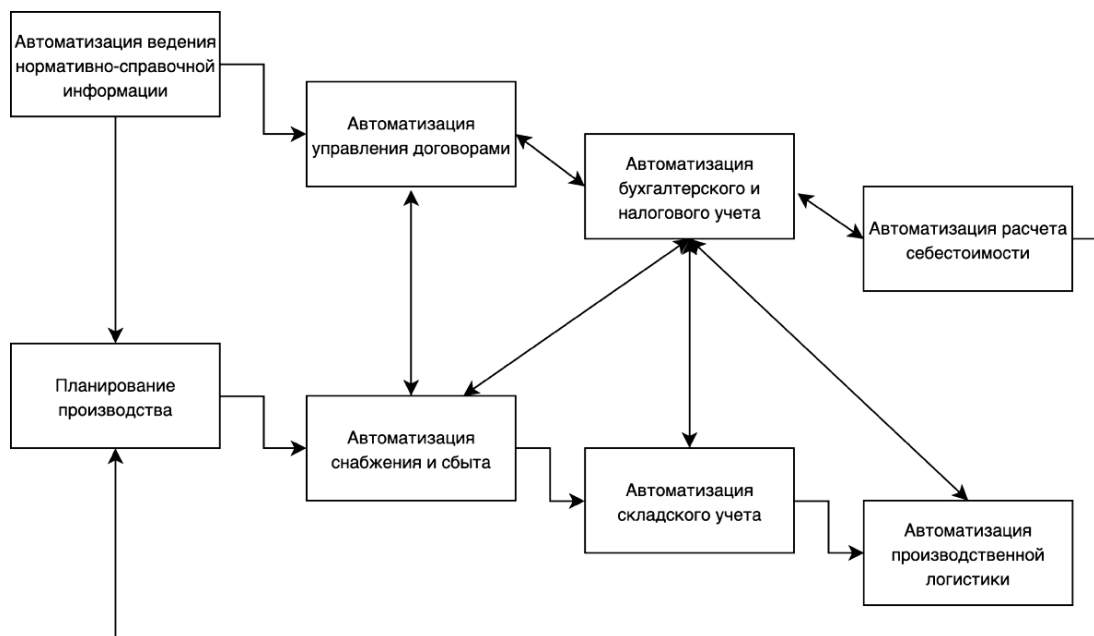 Автоматизация ведения
нормативно-справочной
информации
Автоматизация
управления договорами
Автоматизация
бухгалтерского и
налогового учета
Автоматизация расчета
себестоимости
Планирование
производства
Автоматизация
снабжения и сбыта
Автоматизация
складского учета
Автоматизация
производственной
логистики